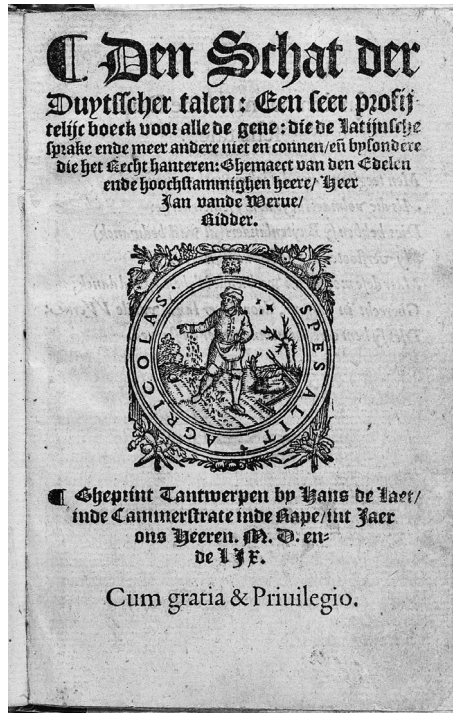 ¶ Den Schat der
Duytsscher talen: Een seer profij
telijc boeck voor alle de gene: die de Latijnsche
sprake ende meer andere niet en connen/ eñ bysondere
die het Recht hanteren: Ghemaect van den Edelen
ende hoochstammighen heere/ Heer
Jan vande Werue/
Ridder.
SPES ALIT AGRICOLAS.
¶ Gheprint Tantwerpen by Hans de Laet/
inde Cammerstrate inde Rape/ int Jaer
ons Heeren. M. D. en=
de LIX.
Cum gratia & Priuilegio.